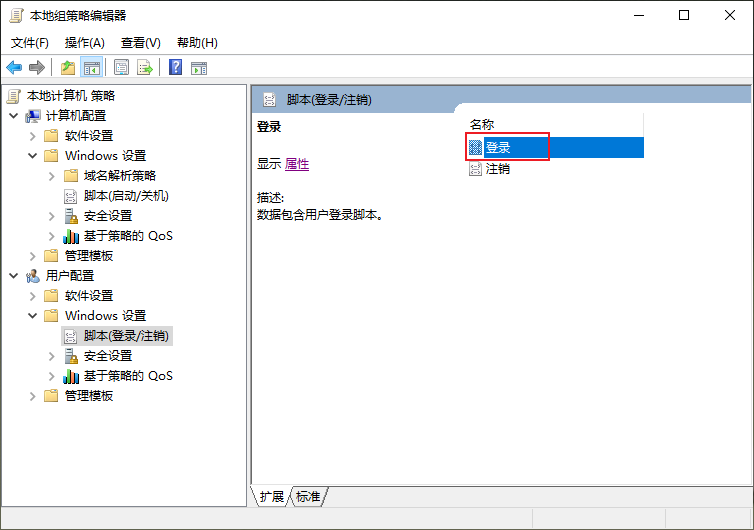 本地组策略编辑器
文件(F) 操作(A) 查看(V) 帮助(H)
本地计算机 策略
计算机配置
软件设置
Windows 设置
域名解析策略
脚本(启动/关机)
安全设置
基于策略的 QoS
管理模板
用户配置
软件设置
Windows 设置
脚本(登录/注销)
安全设置
基于策略的 QoS
管理模板
脚本(登录/注销)
登录
显示 属性
描述:
数据包含用户登录脚本。
名称
登录
注销
扩展 标准